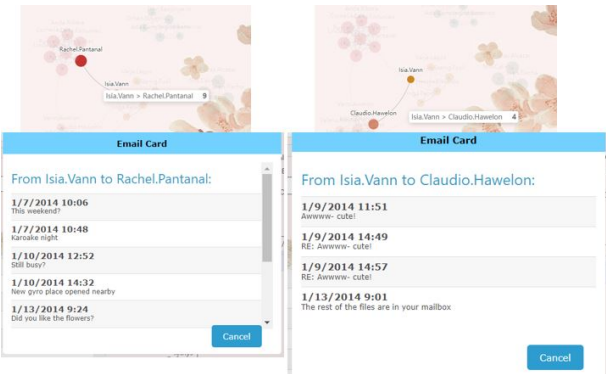 Rachel.Pantanal
Isia.Vann
Isia.Vann > Rachel.Pantanal 9
Email Card
From Isia.Vann to Rachel.Pantanal:
1/7/2014 10:06
This weekend?
1/7/2014 10:48
Karoake night
1/10/2014 12:52
Still busy?
1/10/2014 14:32
New gyro place opened nearby
1/13/2014 9:24
Did you like the flowers?
Cancel
Isia.Vann
Claudio.Hawelon
Isia.Vann > Claudio.Hawelon 4
Email Card
From Isia.Vann to Claudio.Hawelon:
1/9/2014 11:51
Awwww- cute!
1/9/2014 14:49
RE: Awwww- cute!
1/9/2014 14:57
RE: Awwww- cute!
1/13/2014 9:01
The rest of the files are in your mailbox
Cancel